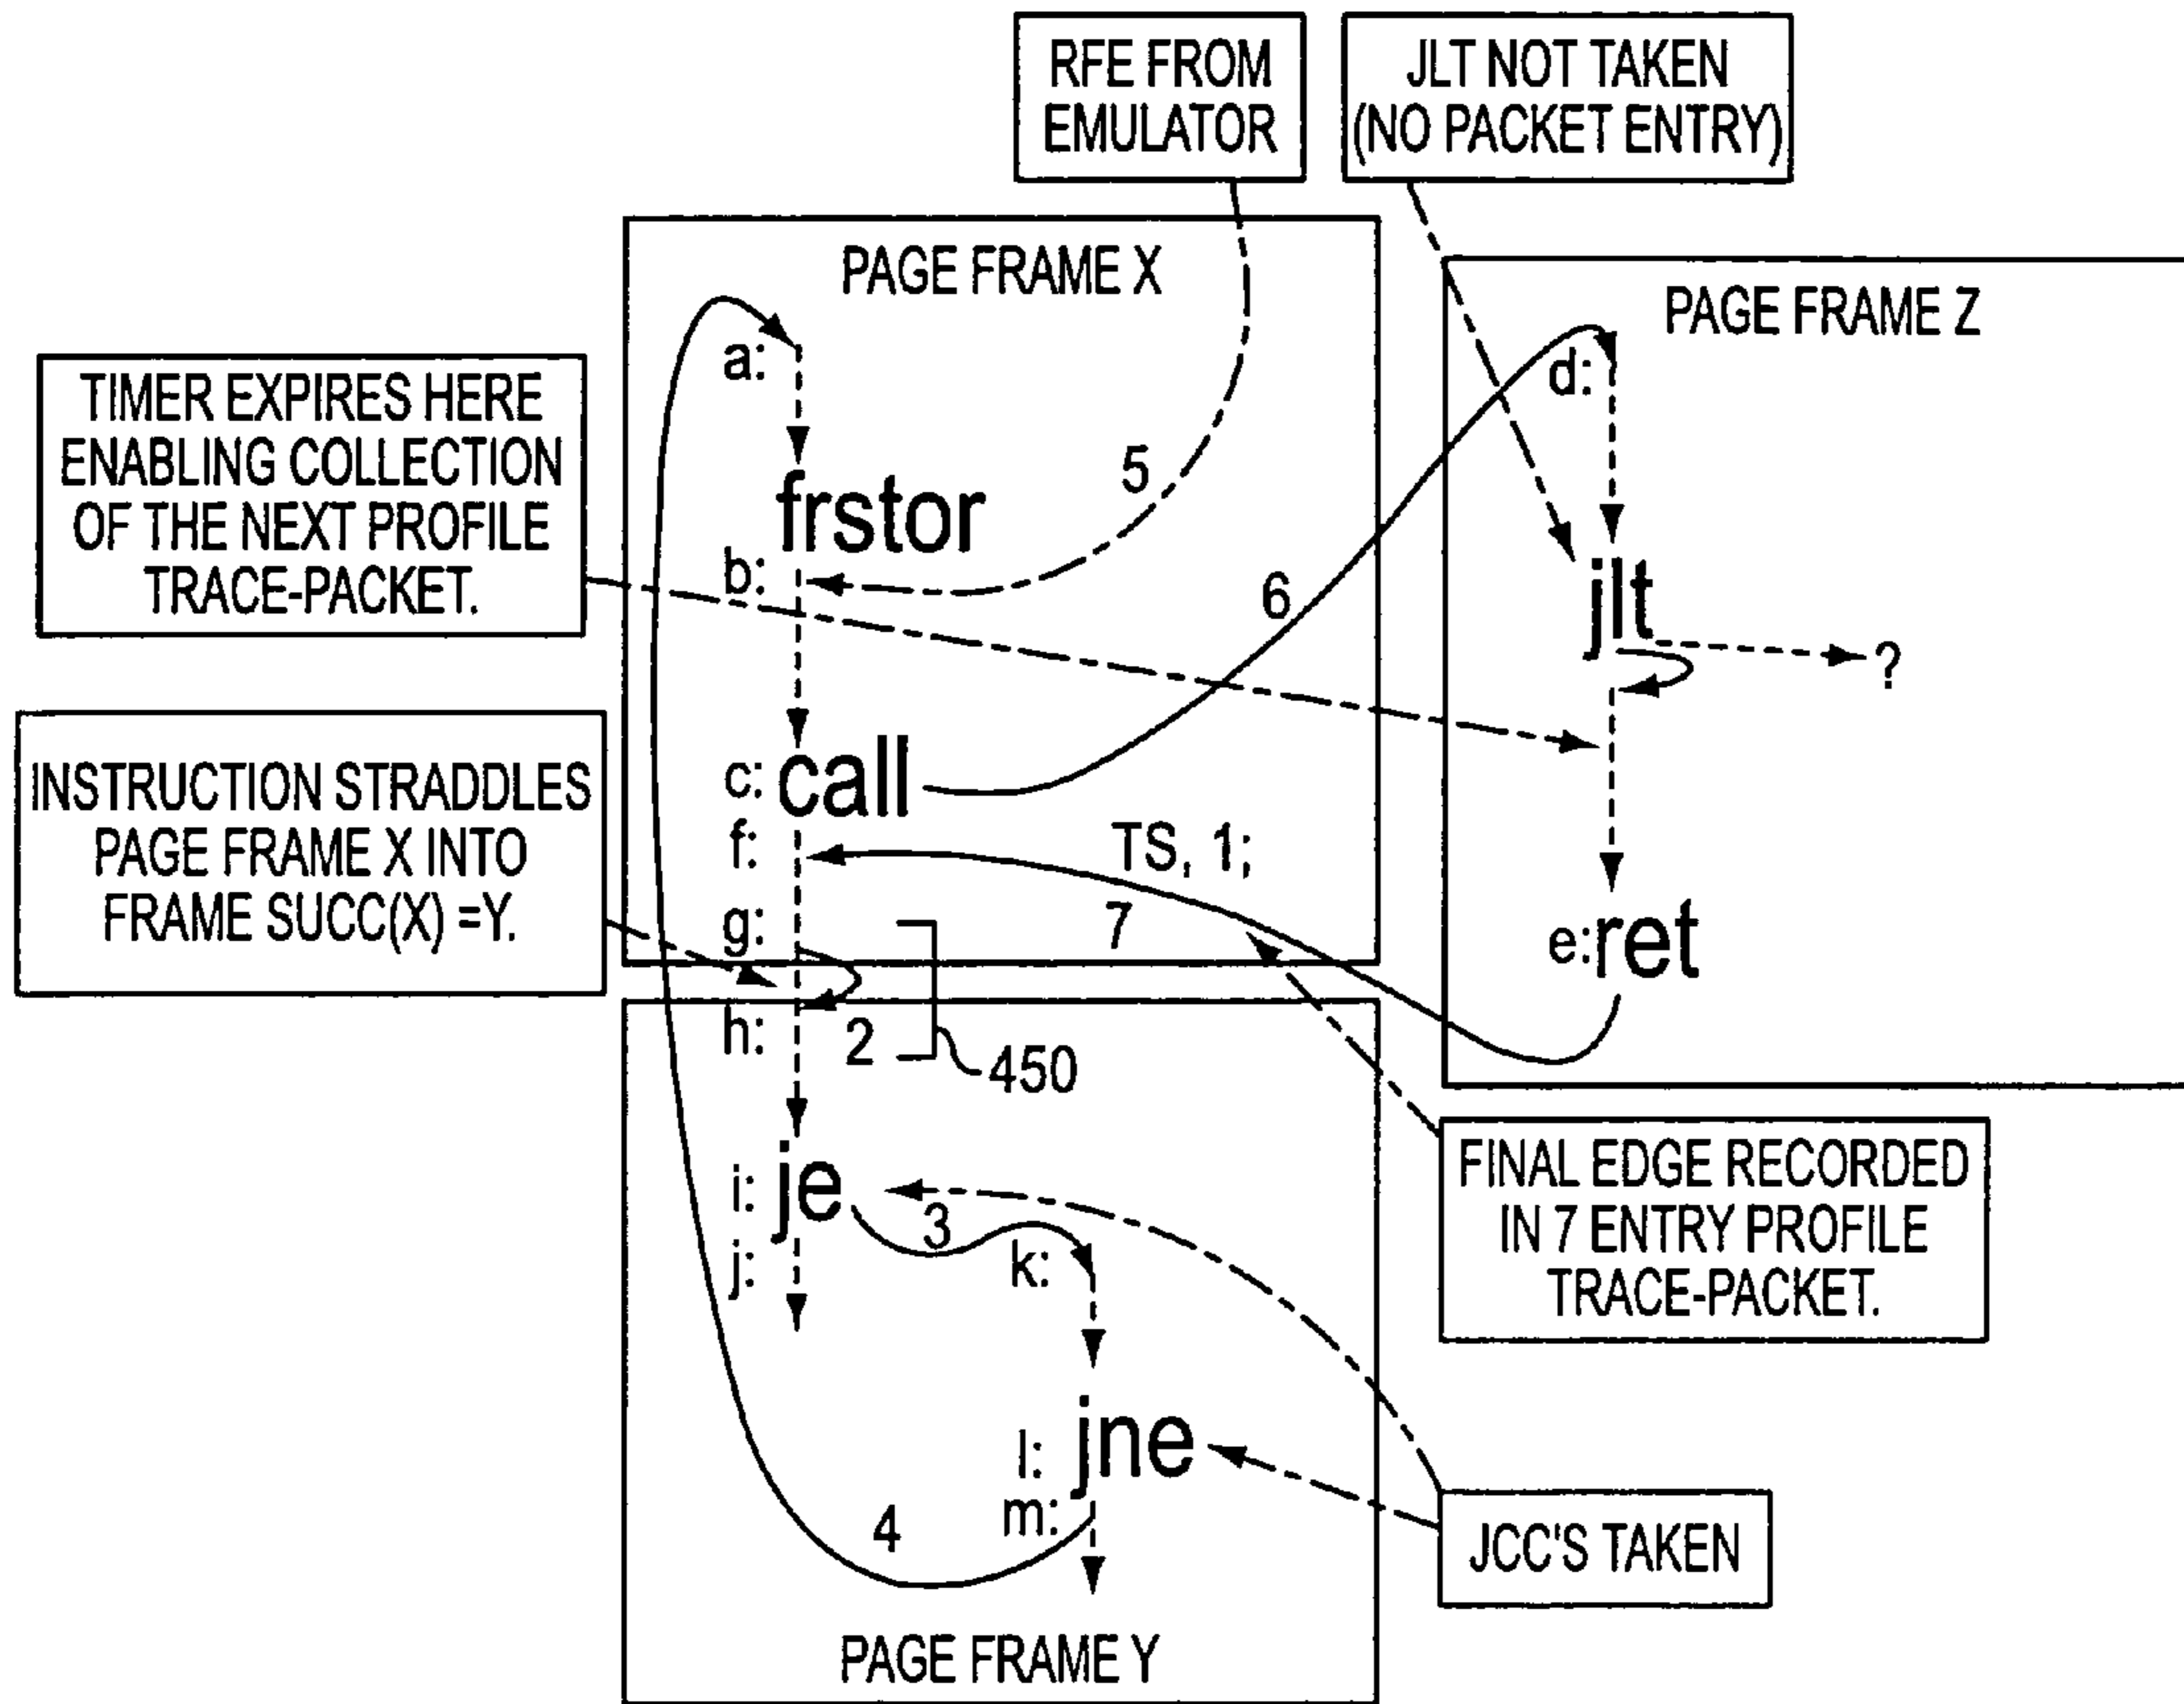 RFE FROM
EMULATOR
JLT NOT TAKEN
(NO PACKET ENTRY)
PAGE FRAME X
PAGE FRAME Z
TIMER EXPIRES HERE
ENABLING COLLECTION
OF THE NEXT PROFILE
TRACE-PACKET.
a:
d:
5
frstor
b:
6
jlt
?
INSTRUCTION STRADDLES
PAGE FRAME X INTO
FRAME SUCC(X) =Y.
c: call
f:
TS, 1;
g:
7
e: ret
h:
2
450
i: je
3
j:
k:
FINAL EDGE RECORDED
IN 7 ENTRY PROFILE
TRACE-PACKET.
l: jne
m:
4
JCC'S TAKEN
PAGE FRAME Y